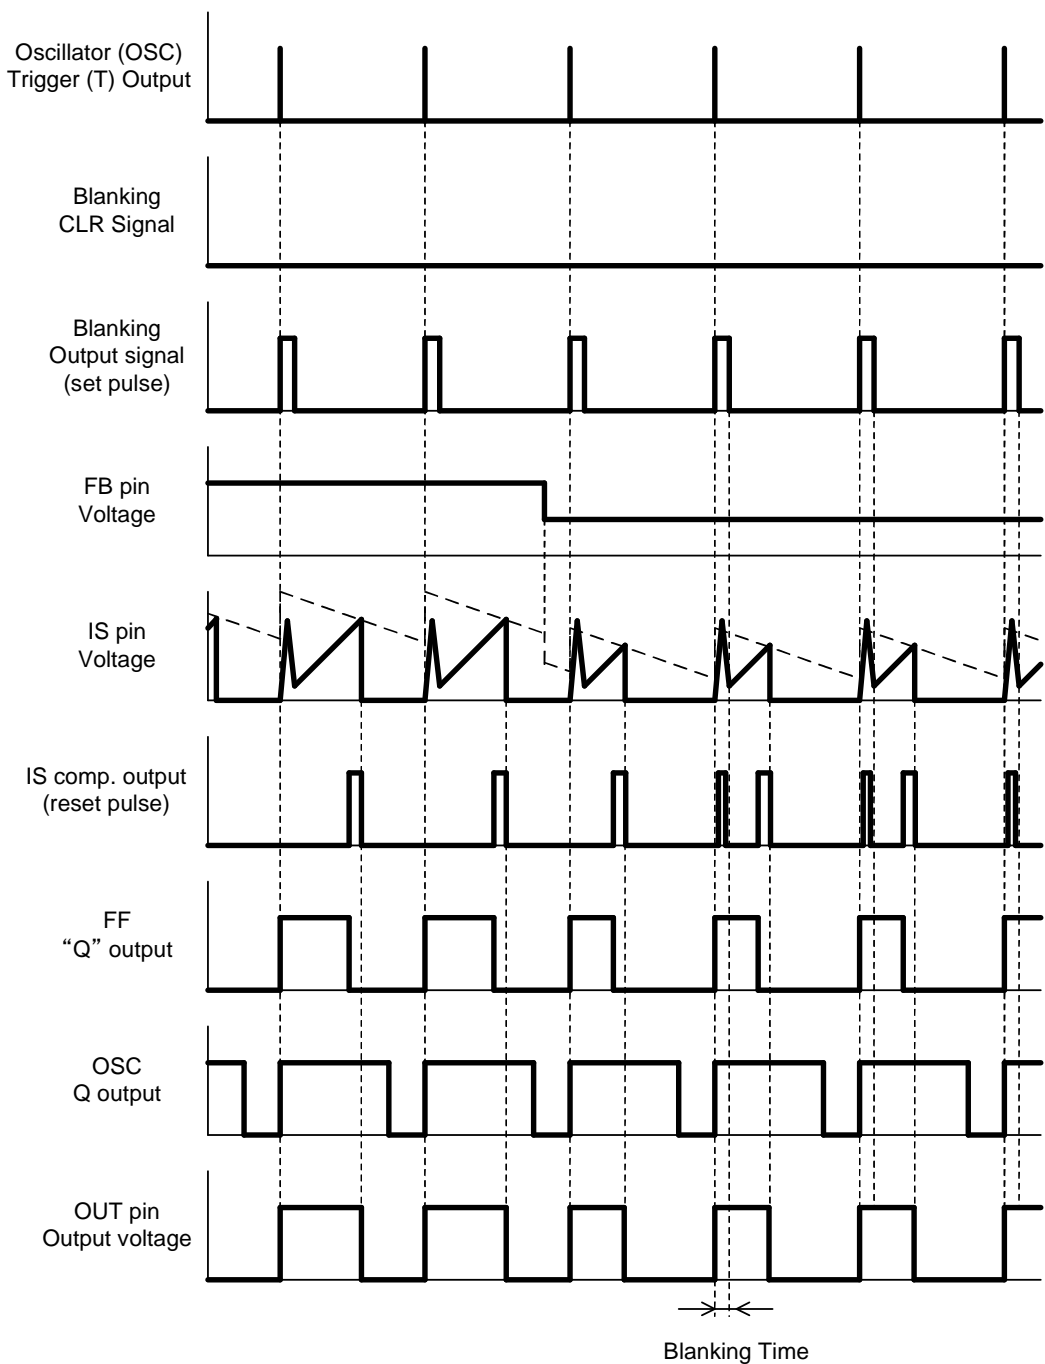 Oscillator (OSC)
Trigger (T) Output
Blanking
CLR Signal
Blanking
Output signal
(set pulse)
FB pin
Voltage
IS pin
Voltage
IS comp. output
(reset pulse)
FF
“Q” output
OSC
Q output
OUT pin
Output voltage
Blanking Time